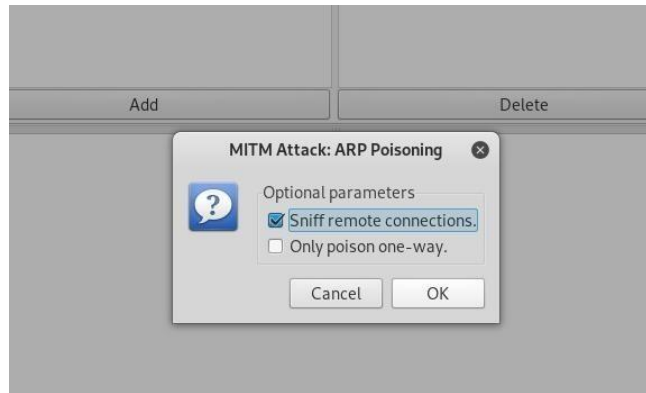 Add
Delete
MITM Attack: ARP Poisoning
?
Optional parameters
Sniff remote connections.
Only poison one-way.
Cancel
OK